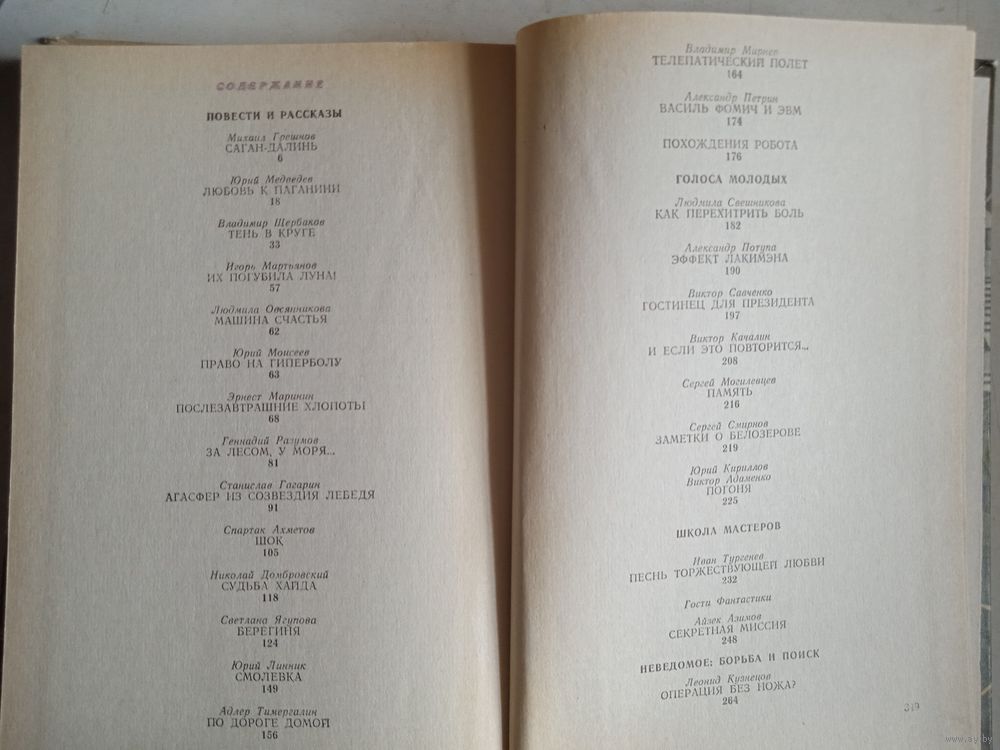 СОДЕРЖАНИЕ
ПОВЕСТИ И РАССКАЗЫ
Михаил Грешнов
САГАН-ДАЛИНЬ
6
Юрий Медведев
ЛЮБОВЬ К ПАГАНИНИ
18
Владимир Щербаков
ТЕНЬ В КРУГЕ
33
Игорь Мартьянов
ИХ ПОГУБИЛА ЛУНА!
57
Людмила Овсянникова
МАШИНА СЧАСТЬЯ
62
Юрий Моисеев
ПРАВО НА ГИПЕРБОЛУ
63
Эрнест Маринин
ПОСЛЕЗАВТРАШНИЕ ХЛОПОТЫ
68
Геннадий Разумов
ЗА ЛЕСОМ, У МОРЯ...
81
Станислав Гагарин
АГАСФЕР ИЗ СОЗВЕЗДИЯ ЛЕБЕДЯ
91
Спартак Ахметов
ШОК
105
Николай Домбровский
СУДЬБА ХАЙДА
118
Светлана Ягупова
БЕРЕГИНЯ
124
Юрий Линник
СМОЛЕВКА
149
Адлер Тимергалин
ПО ДОРОГЕ ДОМОЙ
156
Владимир Марнев
ТЕЛЕПАТИЧЕСКИЙ ПОЛЕТ
164
Александр Петрин
ВАСИЛЬ ФОМИЧ И ЭВМ
174
ПОХОЖДЕНИЯ РОБОТА
176
ГОЛОСА МОЛОДЫХ
Людмила Свешникова
КАК ПЕРЕХИТРИТЬ БОЛЬ
182
Александр Потупа
ЭФФЕКТ ЛАКИМЭНА
190
Виктор Савченко
ГОСТИНЕЦ ДЛЯ ПРЕЗИДЕНТА
197
Виктор Качалин
И ЕСЛИ ЭТО ПОВТОРИТСЯ...
208
Сергей Могилевцев
ПАМЯТЬ
216
Сергей Смирнов
ЗАМЕТКИ О БЕЛОЗЕРОВЕ
219
Юрий Кириллов
Виктор Адаменко
ПОГОНЯ
225
ШКОЛА МАСТЕРОВ
Иван Тургенев
ПЕСНЬ ТОРЖЕСТВУЮЩЕЙ ЛЮБВИ
232
Гости Фантастики
Айзек Азимов
СЕКРЕТНАЯ МИССИЯ
248
НЕВЕДОМОЕ: БОРЬБА И ПОИСК
Леонид Кузнецов
ОПЕРАЦИЯ БЕЗ НОЖА?
264
319
www.ay.by